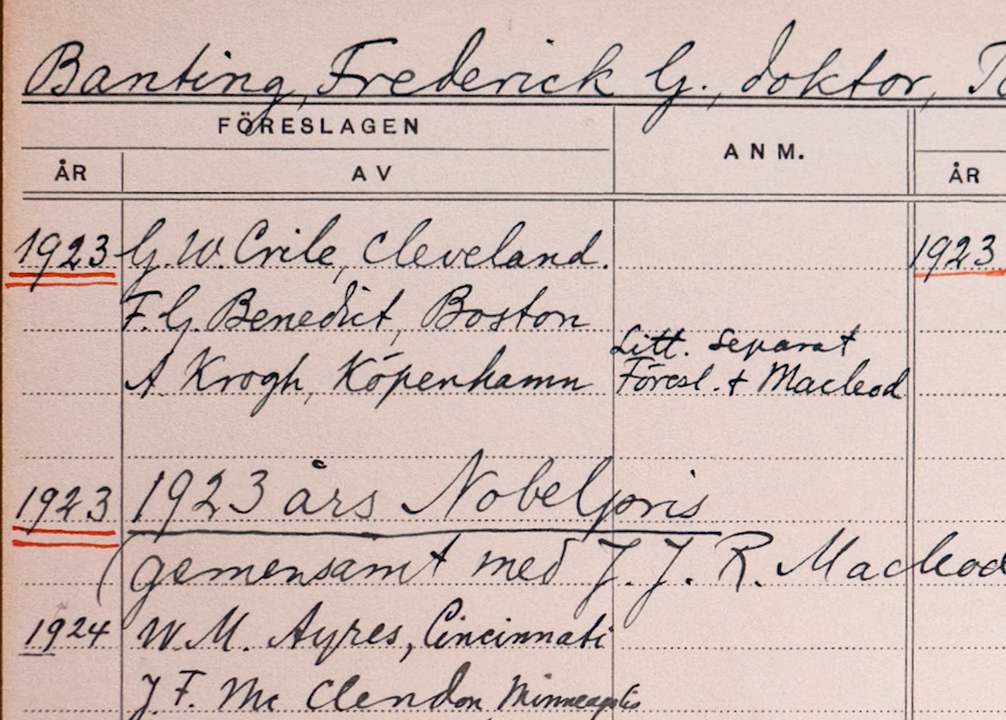 Banting, Frederick G., doktor,
FÖRESLAGEN
ANM.
ÅR AV ÅR
1923 G. W. Crile, Cleveland. 1923
F. G. Benedict, Boston
Litt. separat
A. Krogh, Köpenhamn Föresl. + Macleod
1923 1923 års Nobelpris
(gemensamt med J. J. R. Macleod
1924 W. M. Ayres, Cincinnati
J. F. Mc Clendon Minneapolis